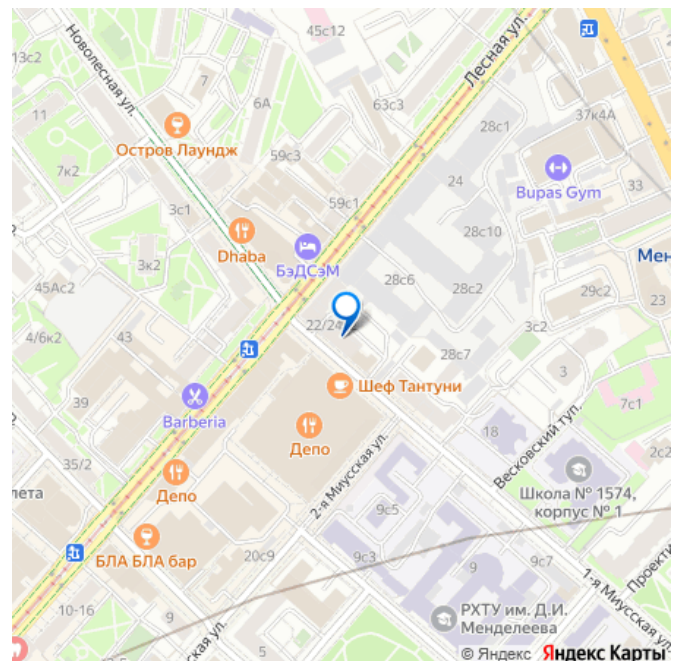 45с12
13с2
Новолесная ул.
Лесная ул.
7
6А
63с3
11
28с1
37к4А
Остров Лаундж
59с3
7к2
24
33
Bupas Gym
3с1
59с1
28с10
Dhaba
БэДСэМ
Мен
3к2
45Ас2
28с6
28с2
29с2
23
4/6к2
43
22/24
3с2
28с7
3
Шеф Тантуни
39
Barberia
7с1
Депо
18
Весковский туп.
2с2
35/2
лета
Депо
2-я Миусская ул.
9с5
Школа № 1574,
корпус № 1
БЛА БЛА бар
20с9
9с3
9
9с7
Проекти
1-я Миусская ул.
10-16
9
РХТУ им. Д.И.
Менделеева
сская ул.
© Яндекс Яндекс Карты